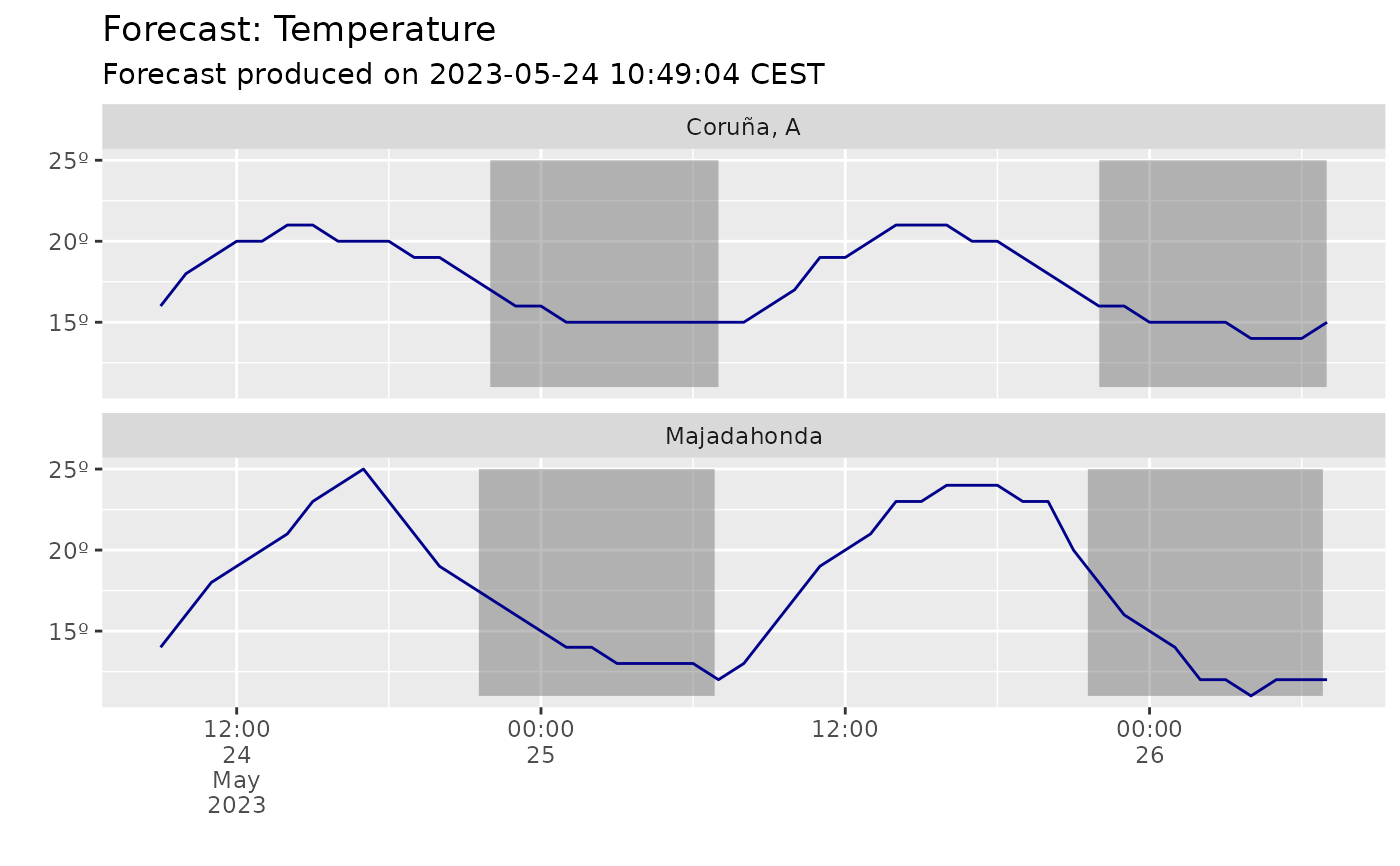 Forecast: Temperature
Forecast produced on 2023-05-24 10:49:04 CEST
Coruña, A
25º
20º
15º
Majadahonda
25º
20º
15º
12:00 00:00 12:00 00:00
24 25 26
May
2023